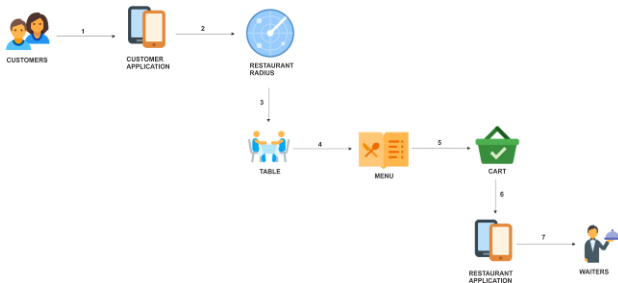 1
2
CUSTOMERS
CUSTOMER
APPLICATION
RESTAURANT
RADIUS
3
4
5
TABLE
MENU
CART
6
7
RESTAURANT
APPLICATION
WAITERS